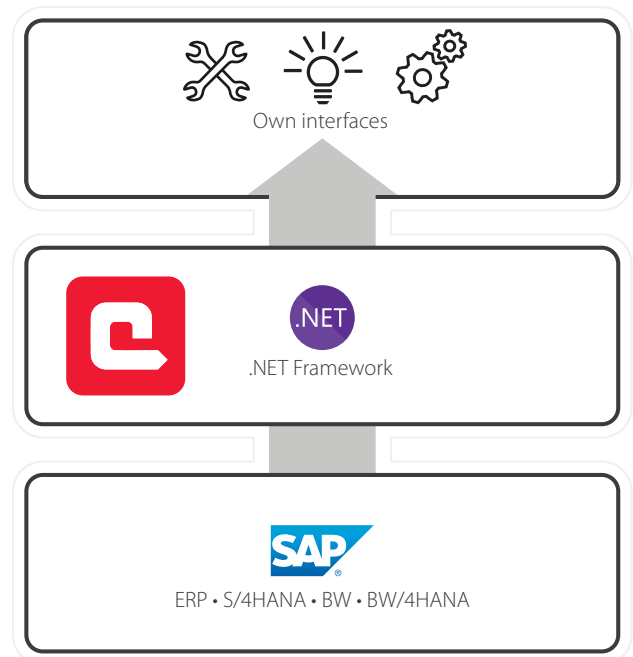 Own interfaces
.NET
.NET Framework
SAP
®
ERP • S/4HANA • BW • BW/4HANA